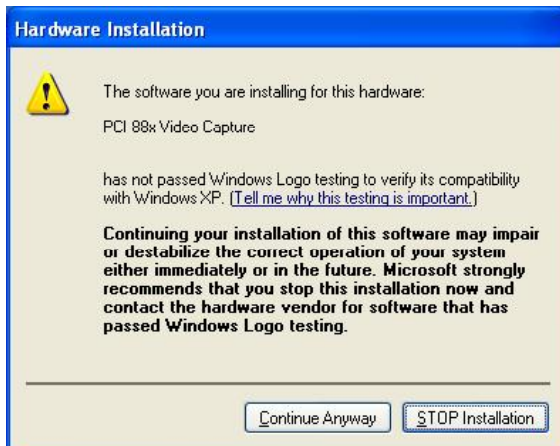 Hardware Installation
The software you are installing for this hardware:
PCI 88x Video Capture
has not passed Windows Logo testing to verify its compatibility
with Windows XP. (Tell me why this testing is important.)
Continuing your installation of this software may impair
or destabilize the correct operation of your system
either immediately or in the future. Microsoft strongly
recommends that you stop this installation now and
contact the hardware vendor for software that has
passed Windows Logo testing.
Continue Anyway
STOP Installation